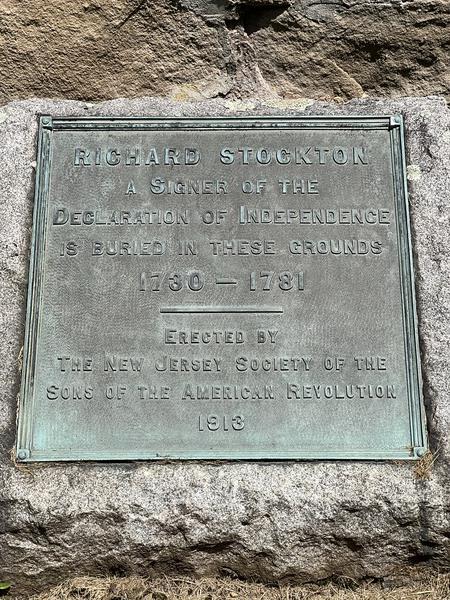 RICHARD STOCKTON
A SIGNER OF THE
DECLARATION OF INDEPENDENCE
IS BURIED IN THESE GROUNDS
1730 — 1781
ERECTED BY
THE NEW JERSEY SOCIETY OF THE
SONS OF THE AMERICAN REVOLUTION
1913